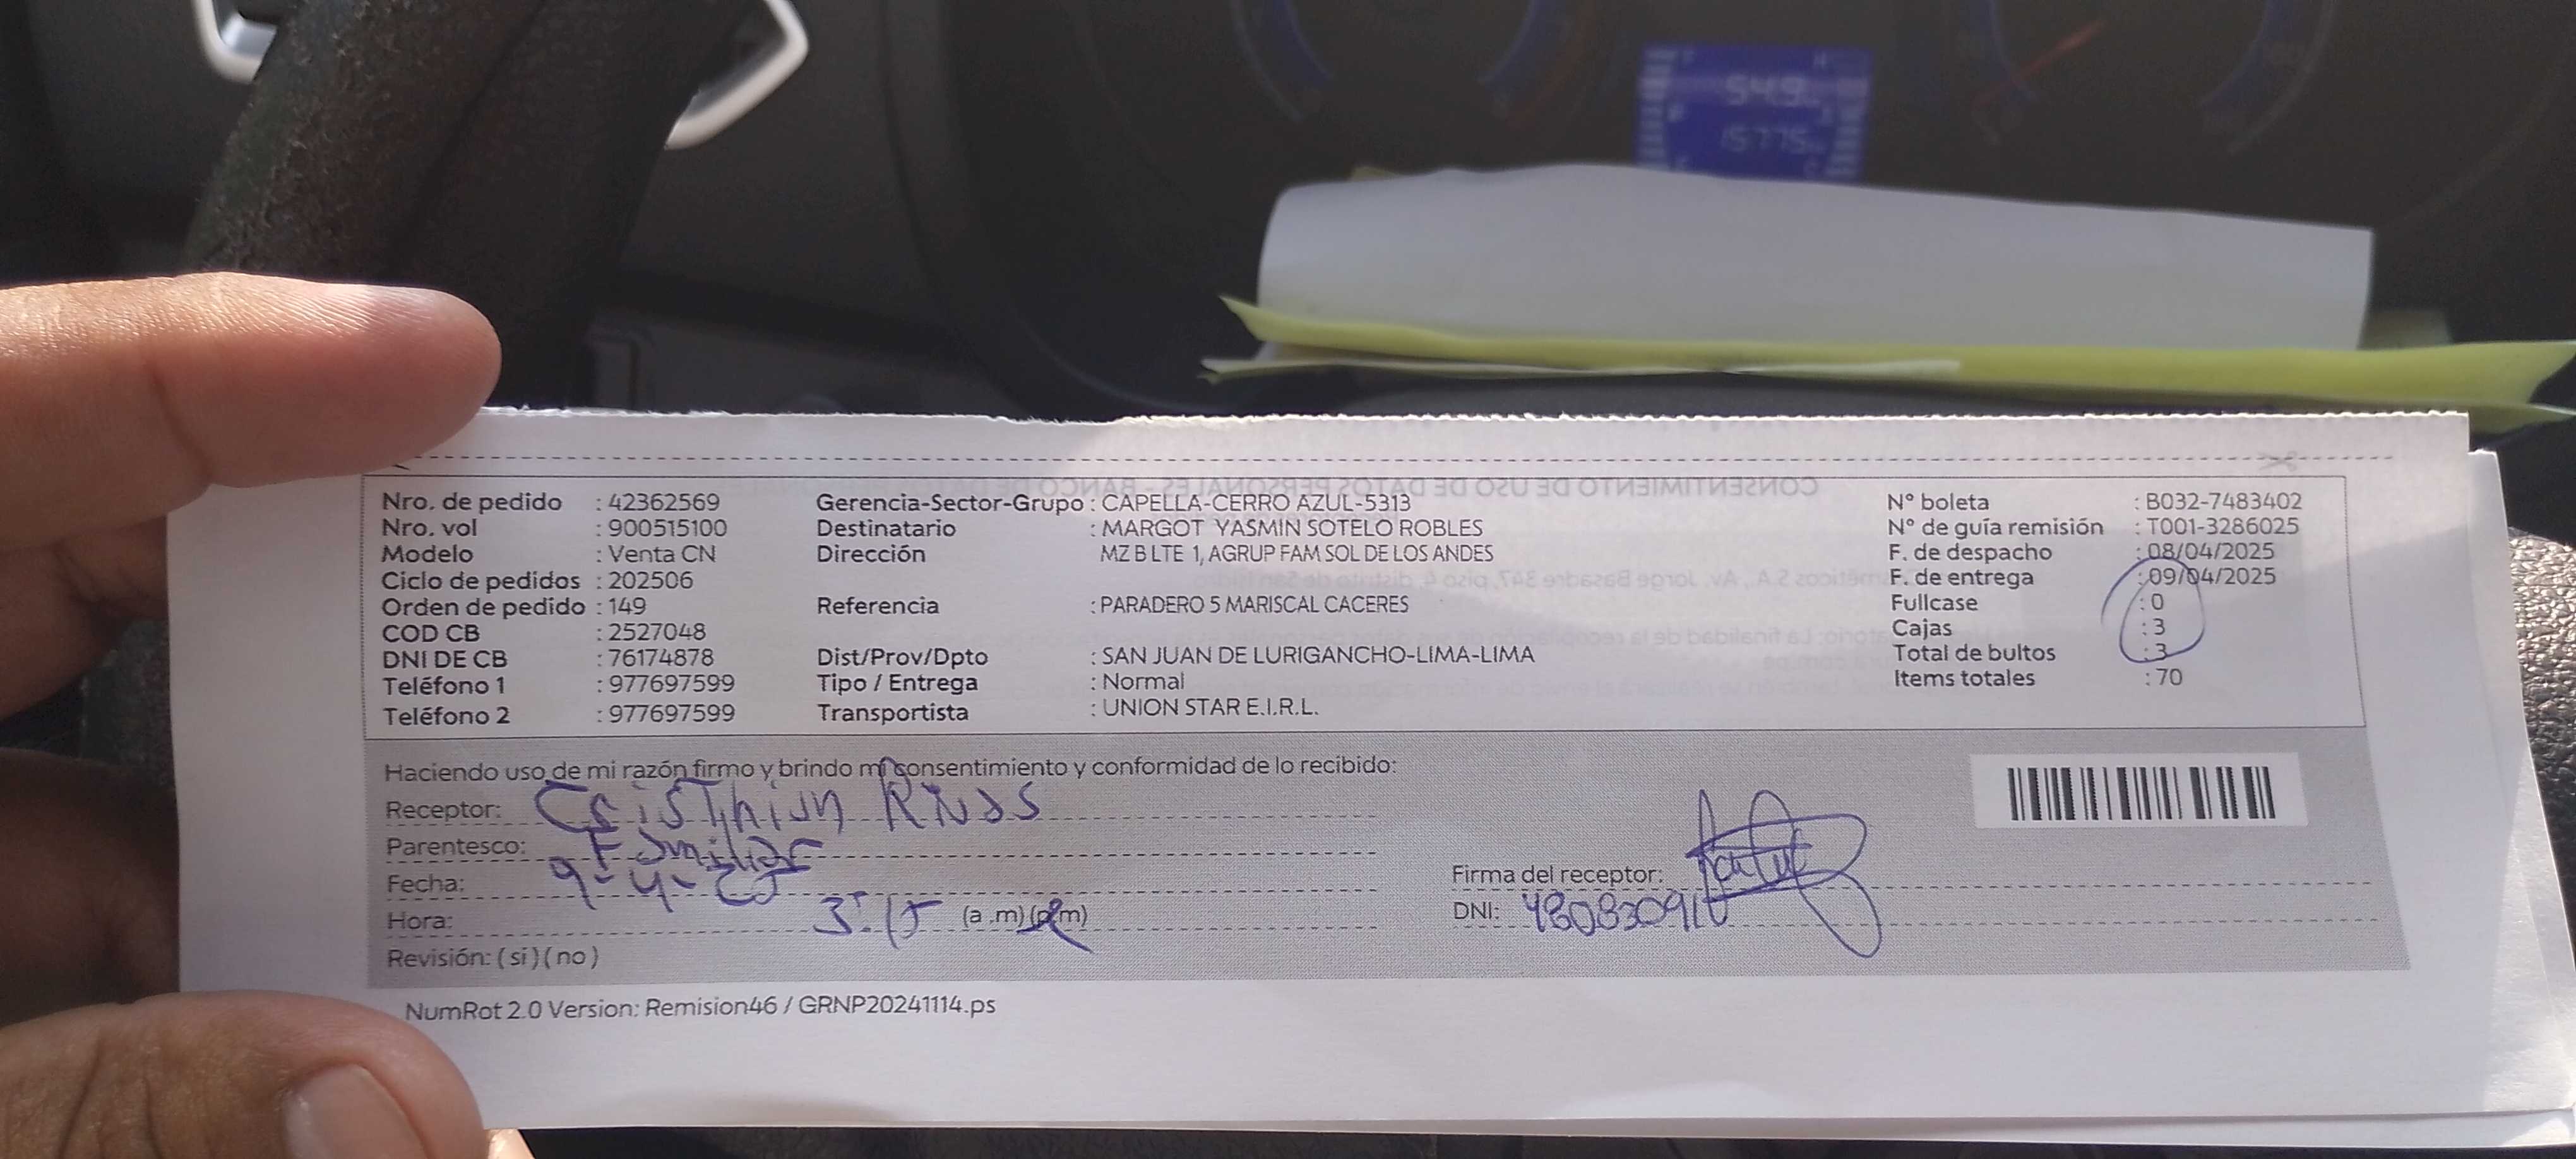 549
15775
Nro. de pedido : 42362569
Nro. vol : 900515100
Modelo : Venta CN
Ciclo de pedidos : 202506
Orden de pedido : 149
COD CB : 2527048
DNI DE CB : 76174878
Teléfono 1 : 977697599
Teléfono 2 : 977697599
Gerencia-Sector-Grupo : CAPELLA-CERRO AZUL-5313
Destinatario : MARGOT YASMIN SOTELO ROBLES
Dirección MZ B LTE 1, AGRUP FAM SOL DE LOS ANDES
Referencia : PARADERO 5 MARISCAL CACERES
Dist/Prov/Dpto : SAN JUAN DE LURIGANCHO-LIMA-LIMA
Tipo / Entrega : Normal
Transportista : UNION STAR E.I.R.L.
N° boleta : B032-7483402
N° de guía remisión : T001-3286025
F. de despacho : 08/04/2025
F. de entrega : 09/04/2025
Fullcase : 0
Cajas : 3
Total de bultos : 3
Items totales : 70
Haciendo uso de mi razón firmo y brindo mi consentimiento y conformidad de lo recibido:
Receptor: Cristhian Rivas
Parentesco: Familiar
Fecha: 9-4-25
Hora: 3:15 (a .m) (p.m)
Revisión: ( si ) ( no )
Firma del receptor:
DNI:
NumRot 2.0 Version: Remision46 / GRNP20241114.ps